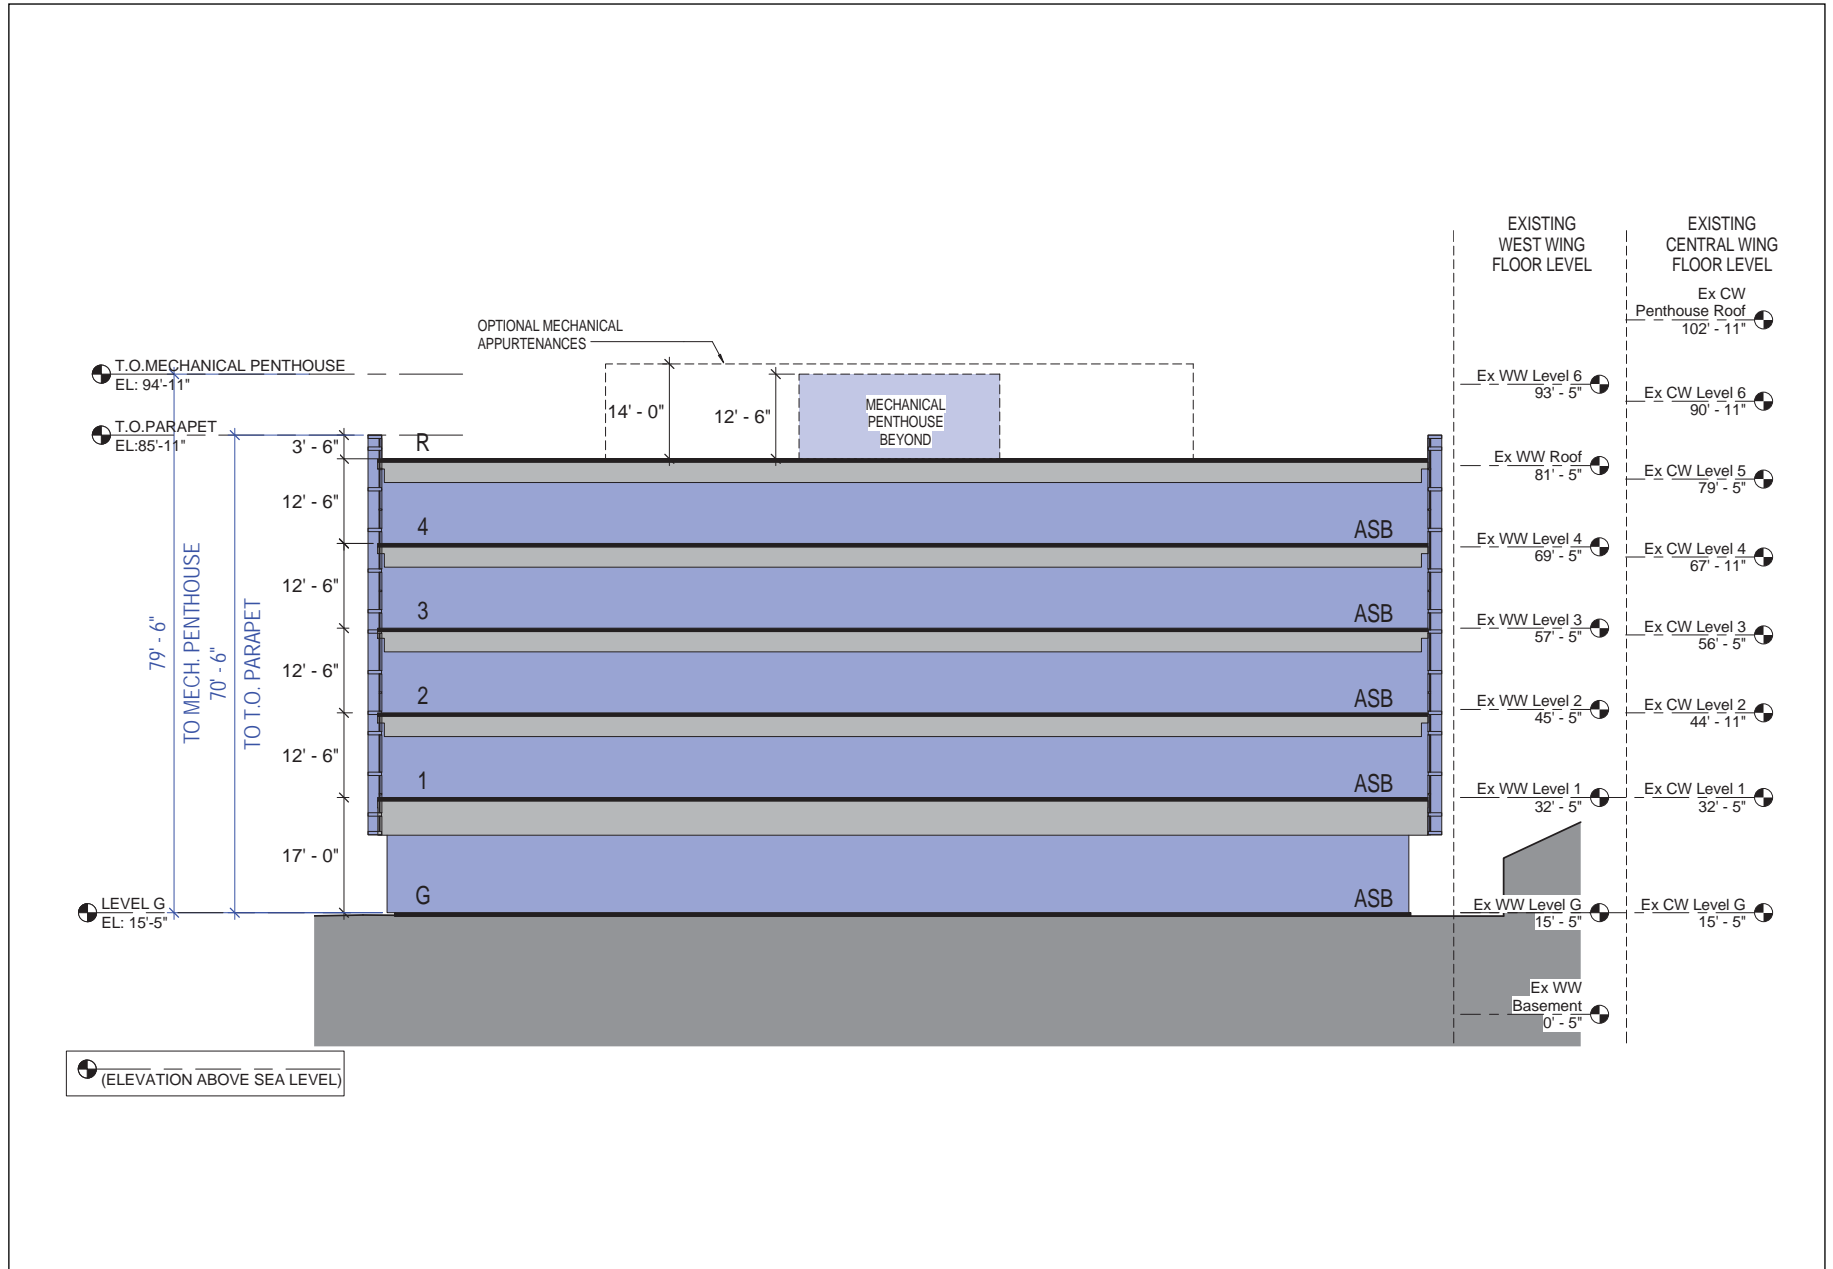 EXISTING
WEST WING
FLOOR LEVEL
EXISTING
CENTRAL WING
FLOOR LEVEL
Ex CW
Penthouse Roof
102' - 11"
OPTIONAL MECHANICAL
APPURTENANCES
T.O.MECHANICAL PENTHOUSE
EL: 94'-11"
T.O.PARAPET
EL:85'-11"
14' - 0"
12' - 6"
MECHANICAL
PENTHOUSE
BEYOND
Ex WW Level 6
93' - 5"
Ex CW Level 6
90' - 11"
3' - 6"
R
Ex WW Roof
81' - 5"
Ex CW Level 5
79' - 5"
12' - 6"
4
ASB
Ex WW Level 4
69' - 5"
Ex CW Level 4
67' - 11"
12' - 6"
3
ASB
Ex WW Level 3
57' - 5"
Ex CW Level 3
56' - 5"
79' - 6"
TO MECH. PENTHOUSE
70' - 6"
TO T.O. PARAPET
12' - 6"
2
ASB
Ex WW Level 2
45' - 5"
Ex CW Level 2
44' - 11"
12' - 6"
1
ASB
Ex WW Level 1
32' - 5"
Ex CW Level 1
32' - 5"
17' - 0"
G
ASB
LEVEL G
EL: 15'-5"
Ex WW Level G
15' - 5"
Ex CW Level G
15' - 5"
Ex WW
Basement
0' - 5"
(ELEVATION ABOVE SEA LEVEL)